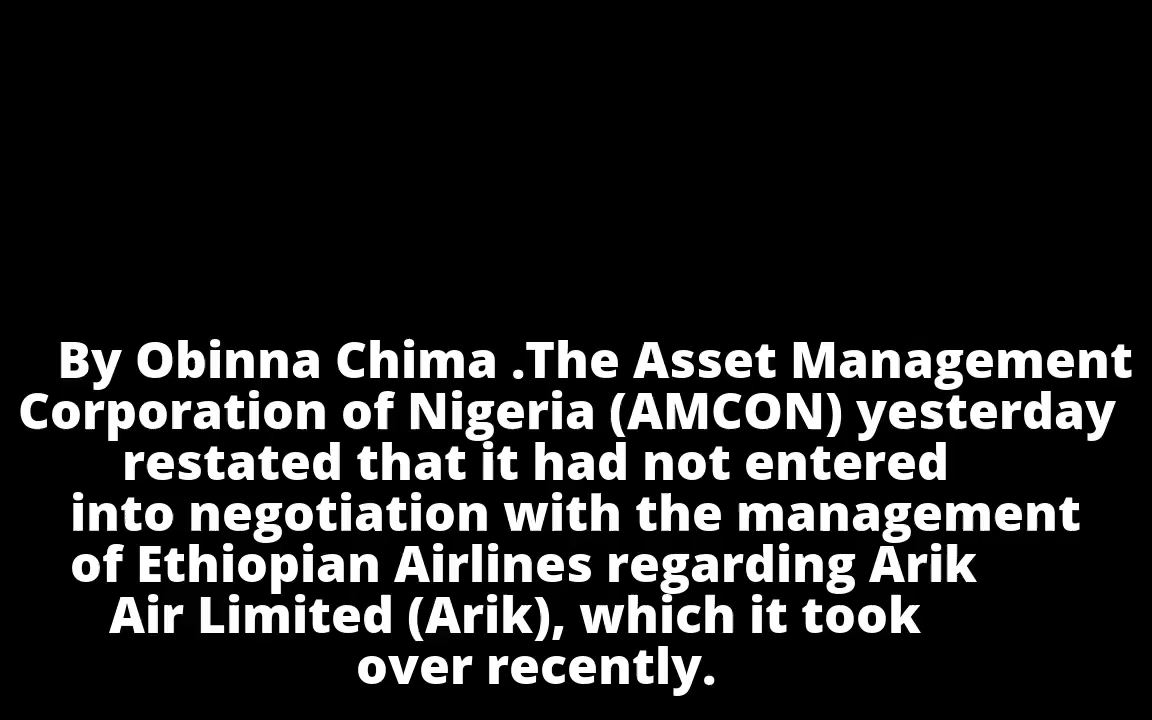 By Obinna Chima .The Asset Management
Corporation of Nigeria (AMCON) yesterday
restated that it had not entered
into negotiation with the management
of Ethiopian Airlines regarding Arik
Air Limited (Arik), which it took
over recently.